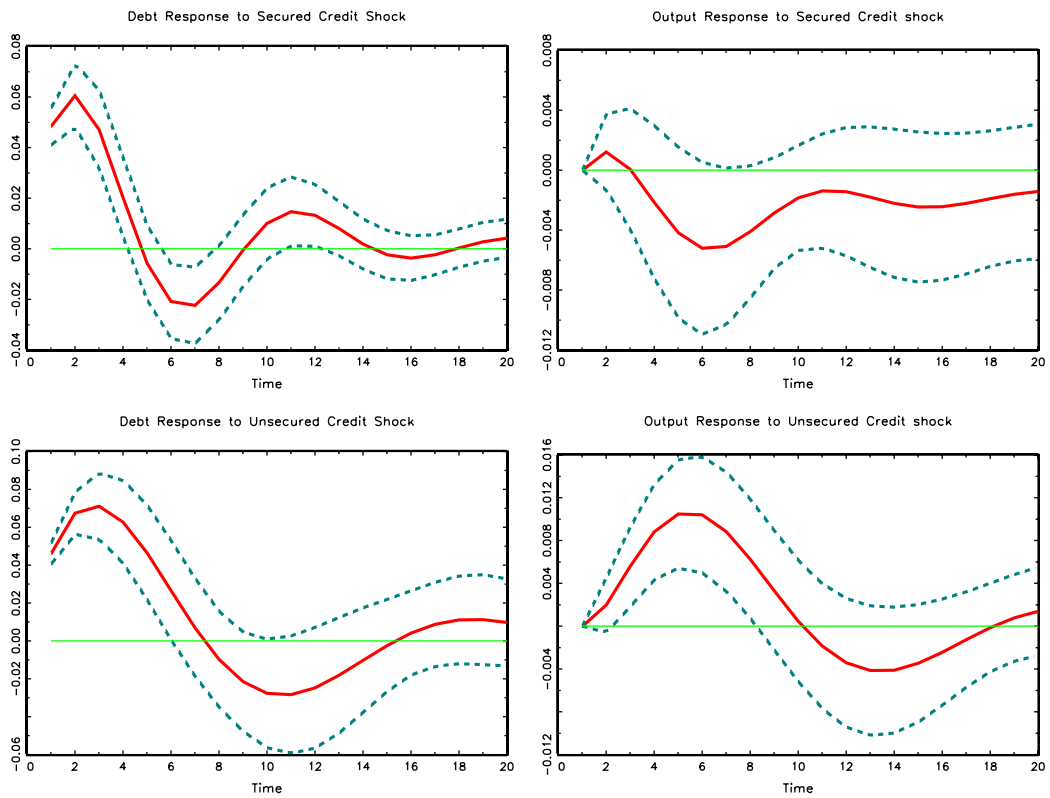 Debt Response to Secured Credit Shock
0.08
0.06
0.04
0.02
0.00
-0.02
-0.04
0 2 4 6 8 10 12 14 16 18 20
Time
Output Response to Secured Credit shock
0.008
0.004
0.000
-0.004
-0.008
-0.012
0 2 4 6 8 10 12 14 16 18 20
Time
Debt Response to Unsecured Credit Shock
0.10
0.08
0.06
0.04
0.02
0.00
-0.02
-0.06
0 2 4 6 8 10 12 14 16 18 20
Time
Output Response to Unsecured Credit shock
0.016
0.012
0.008
0.004
-0.004
-0.012
0 2 4 6 8 10 12 14 16 18 20
Time